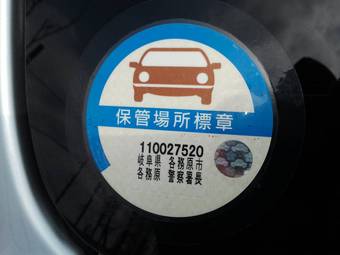 保管場所標章
110027520
岐阜県 各務原市
各務原 警察署長